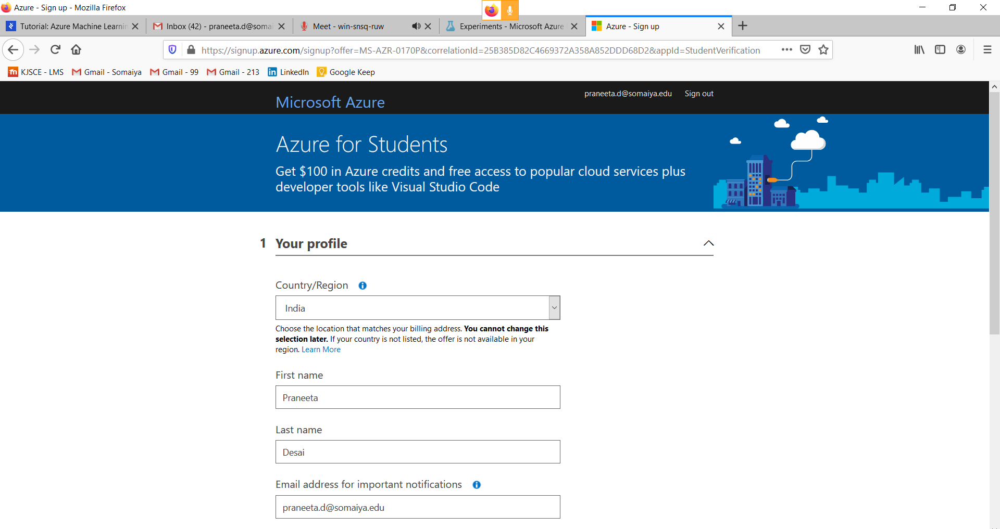 Azure - Sign up - Mozilla Firefox
Tutorial: Azure Machine Learnin
Inbox (42) - praneeta.d@somai
Meet - win-snsq-ruw
Experiments - Microsoft Azure
Azure - Sign up
https://signup.azure.com/signup?offer=MS-AZR-0170P&correlationId=25B385D82C4669372A358A852DDD68D2&appId=StudentVerification
KJSCE - LMS
Gmail - Somaiya
Gmail - 99
Gmail - 213
LinkedIn
Google Keep
Microsoft Azure
praneeta.d@somaiya.edu
Sign out
Azure for Students
Get $100 in Azure credits and free access to popular cloud services plus
developer tools like Visual Studio Code
1 Your profile
Country/Region
India
Choose the location that matches your billing address. You cannot change this
selection later. If your country is not listed, the offer is not available in your
region. Learn More
First name
Praneeta
Last name
Desai
Email address for important notifications
praneeta.d@somaiya.edu